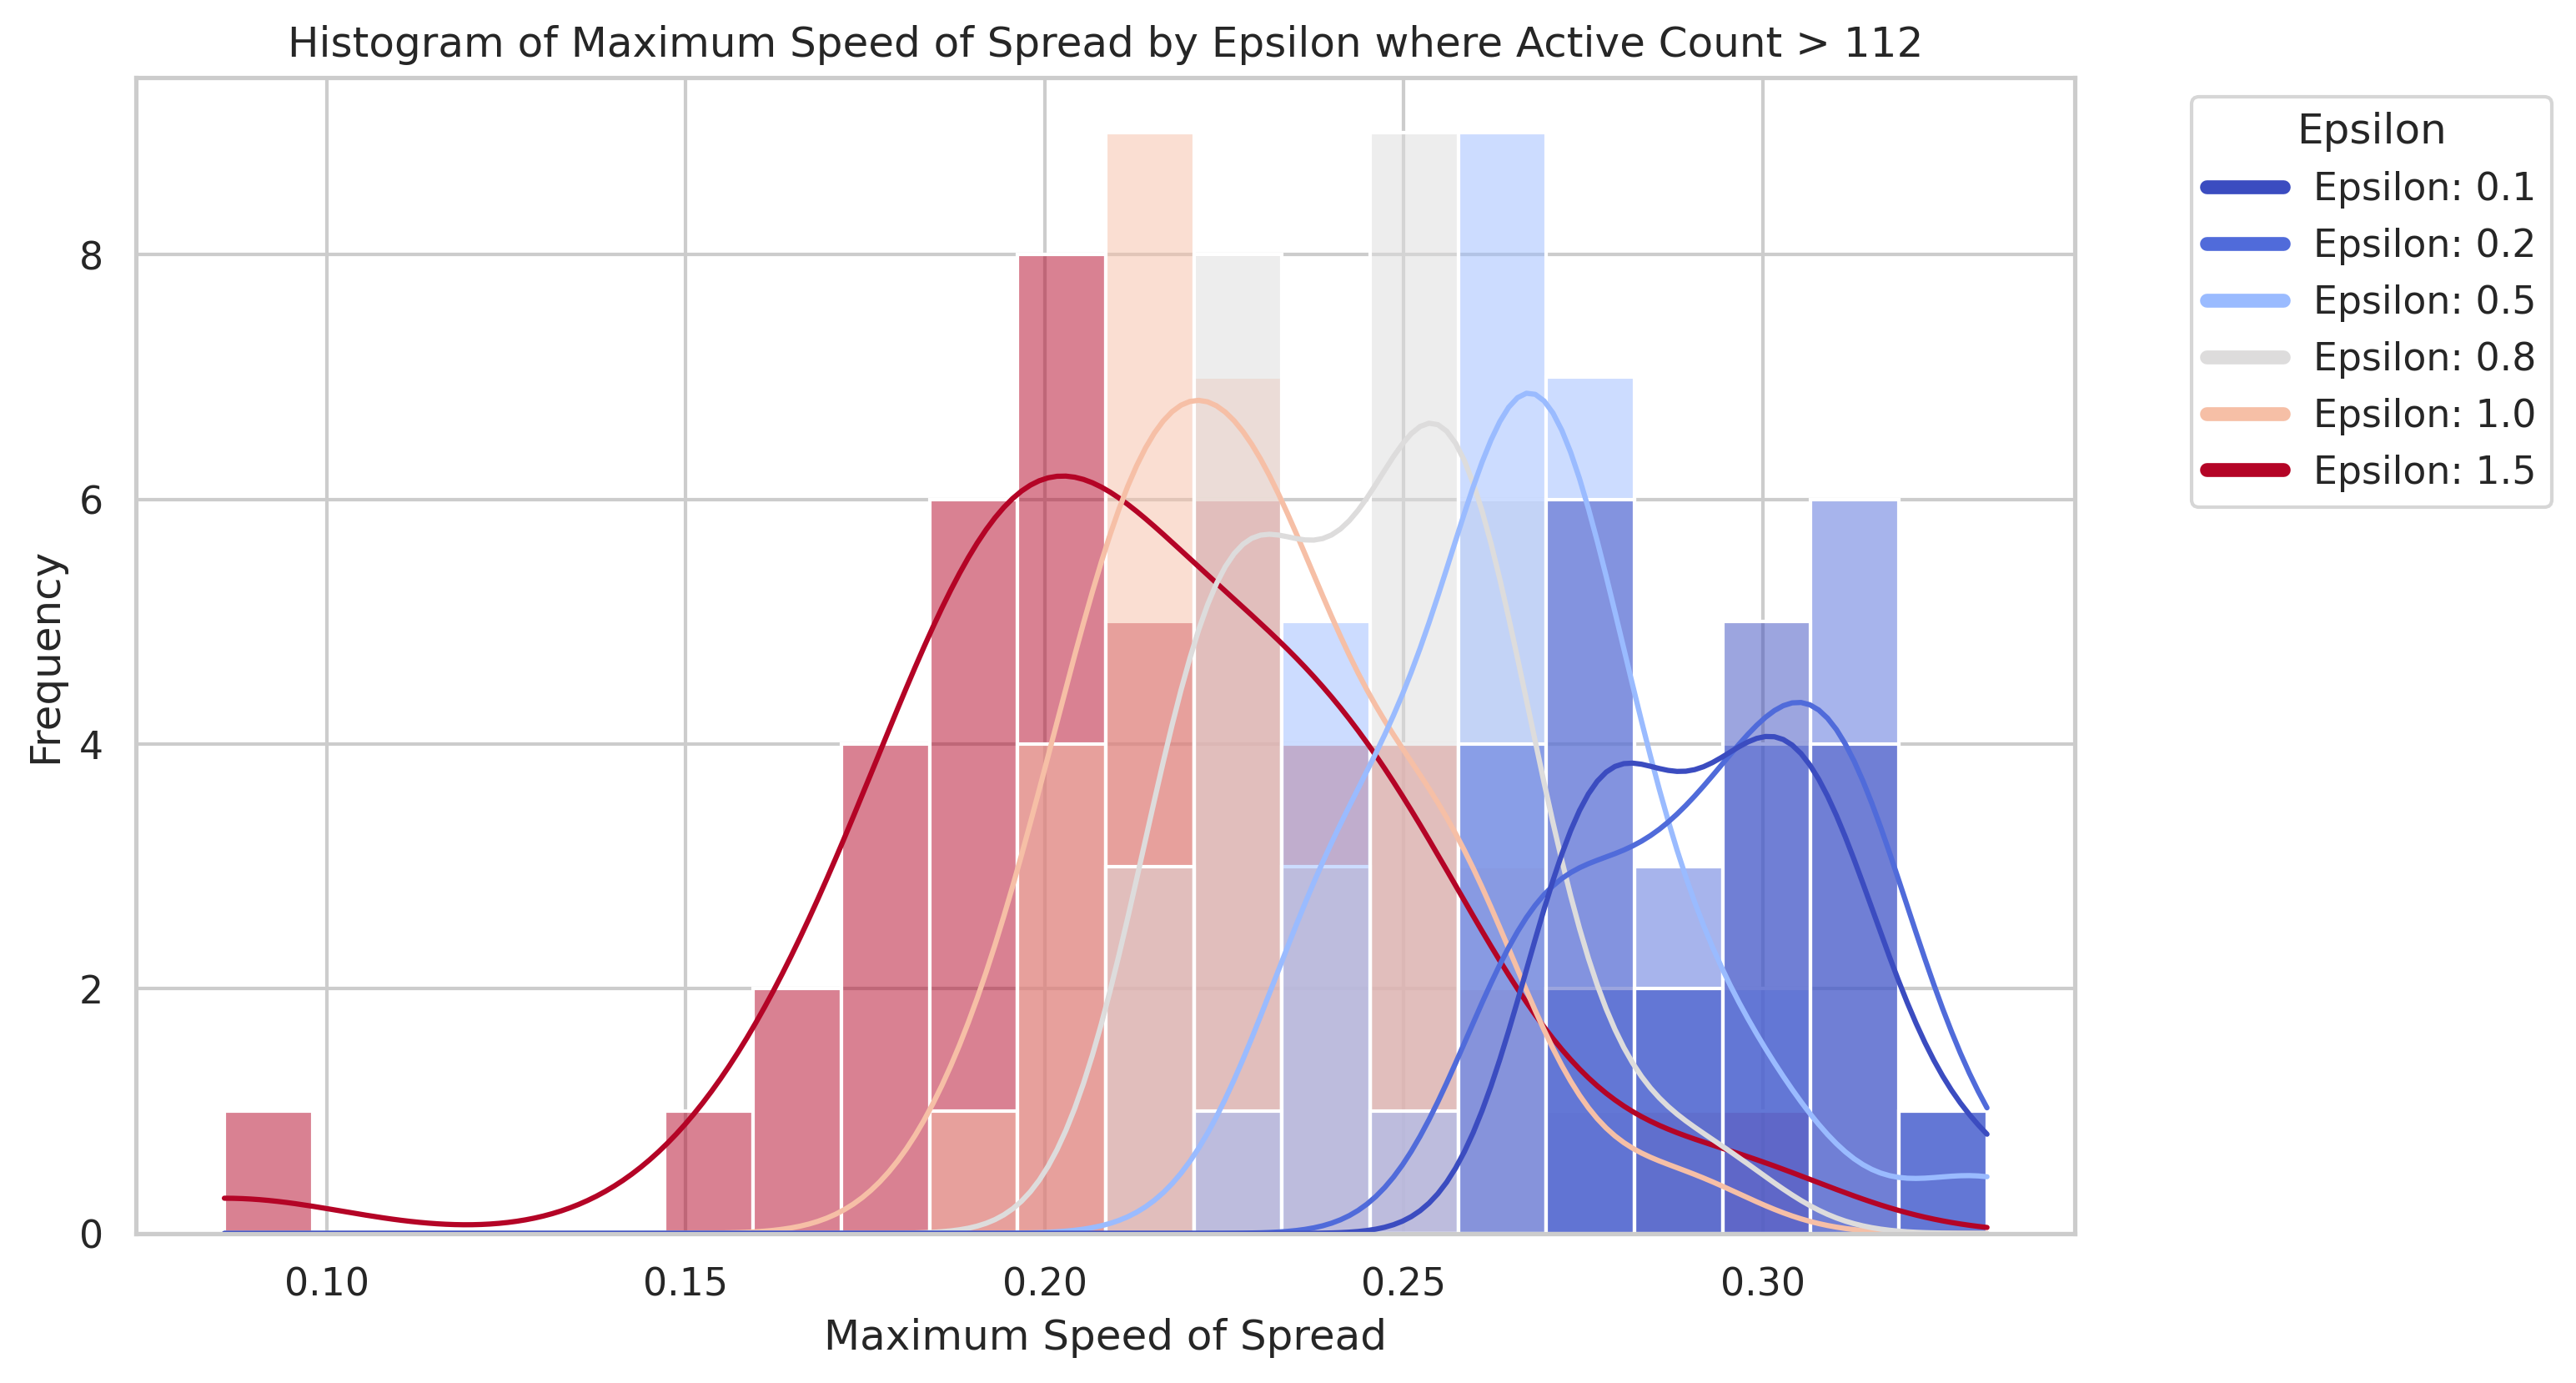 Histogram of Maximum Speed of Spread by Epsilon where Active Count > 112
Frequency
8
6
4
2
0
0.10 0.15 0.20 0.25 0.30
Maximum Speed of Spread
Epsilon
Epsilon: 0.1
Epsilon: 0.2
Epsilon: 0.5
Epsilon: 0.8
Epsilon: 1.0
Epsilon: 1.5